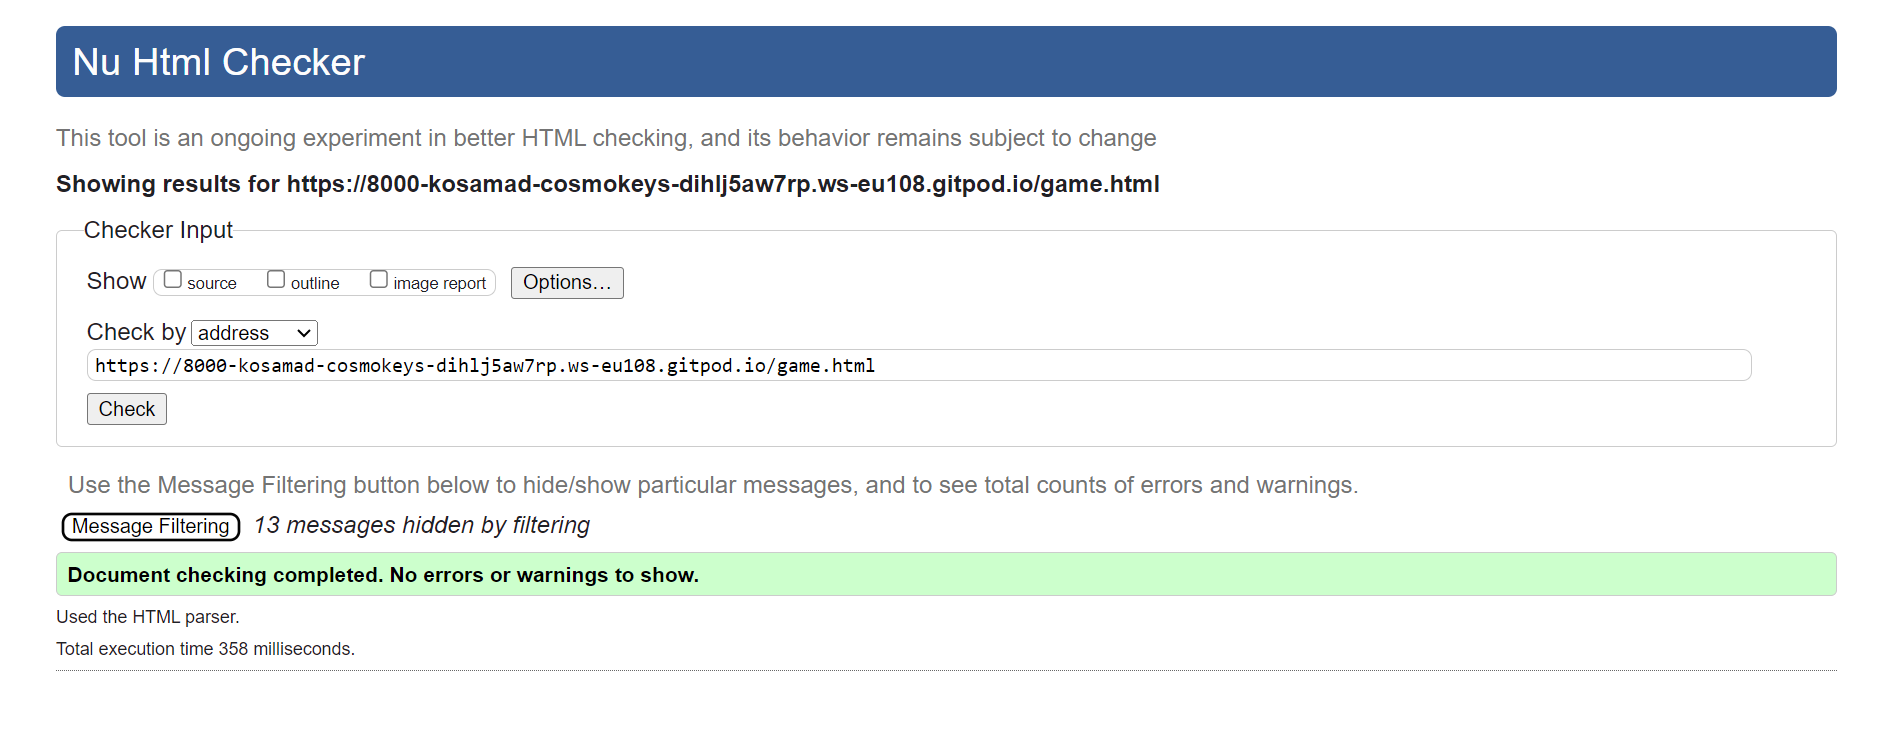 Nu Html Checker
This tool is an ongoing experiment in better HTML checking, and its behavior remains subject to change
Showing results for https://8000-kosamad-cosmokeys-dihlj5aw7rp.ws-eu108.gitpod.io/game.html
Checker Input
Show source outline image report Options...
Check by address
https://8000-kosamad-cosmokeys-dihlj5aw7rp.ws-eu108.gitpod.io/game.html
Check
Use the Message Filtering button below to hide/show particular messages, and to see total counts of errors and warnings.
Message Filtering 13 messages hidden by filtering
Document checking completed. No errors or warnings to show.
Used the HTML parser.
Total execution time 358 milliseconds.